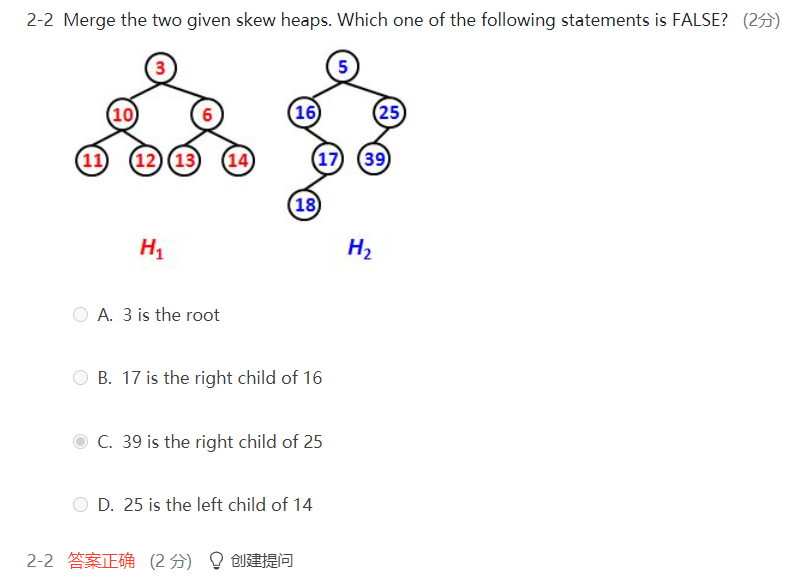 2-2 Merge the two given skew heaps. Which one of the following statements is FALSE? (2分)
3 5
10 6 16 25
11 12 13 14 17 39
18
H1 H2
A. 3 is the root
B. 17 is the right child of 16
C. 39 is the right child of 25
D. 25 is the left child of 14
2-2 答案正确 (2 分) 创建提问